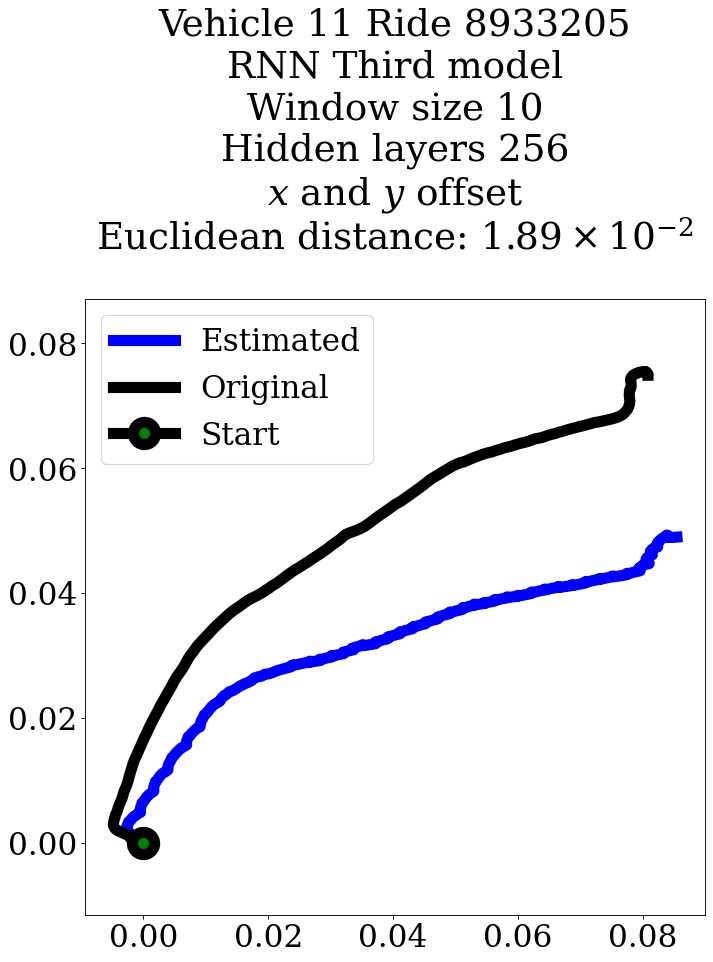 Vehicle 11 Ride 8933205
RNN Third model
Window size 10
Hidden layers 256
x and y offset
Euclidean distance: 1.89 × 10⁻²
Estimated
Original
Start
0.08
0.06
0.04
0.02
0.00
0.00 0.02 0.04 0.06 0.08